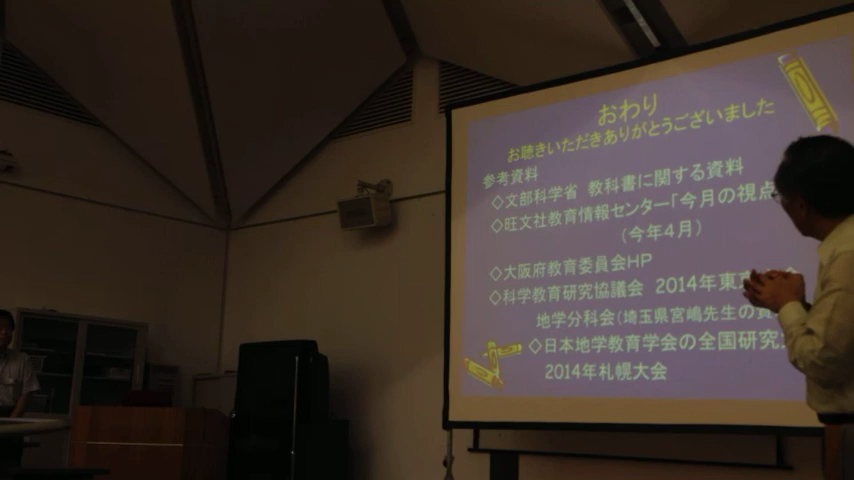 おわり
お聴きいただきありがとうございました
参考資料
◇文部科学省 教科書に関する資料
◇旺文社教育情報センター「今月の視点
（今年4月）
◇大阪府教育委員会HP
◇科学教育研究協議会 2014年東
地学分科会（埼玉県宮嶋先生の
◇日本地学教育学会の全国研究
2014年札幌大会